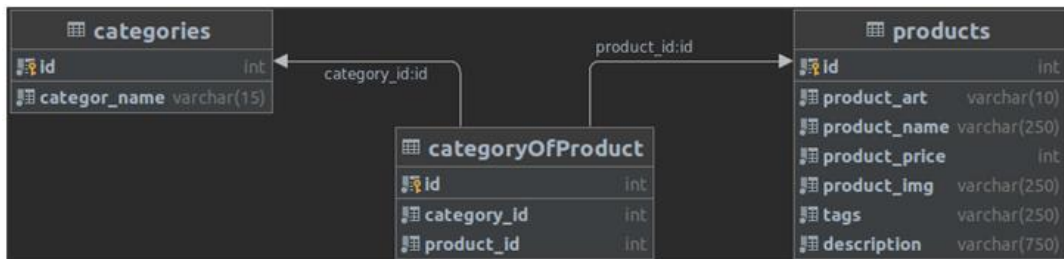 categories
id int
categor_name varchar(15)
category_id:id
product_id:id
categoryOfProduct
id int
category_id int
product_id int
products
id int
product_art varchar(10)
product_name varchar(250)
product_price int
product_img varchar(250)
tags varchar(250)
description varchar(750)